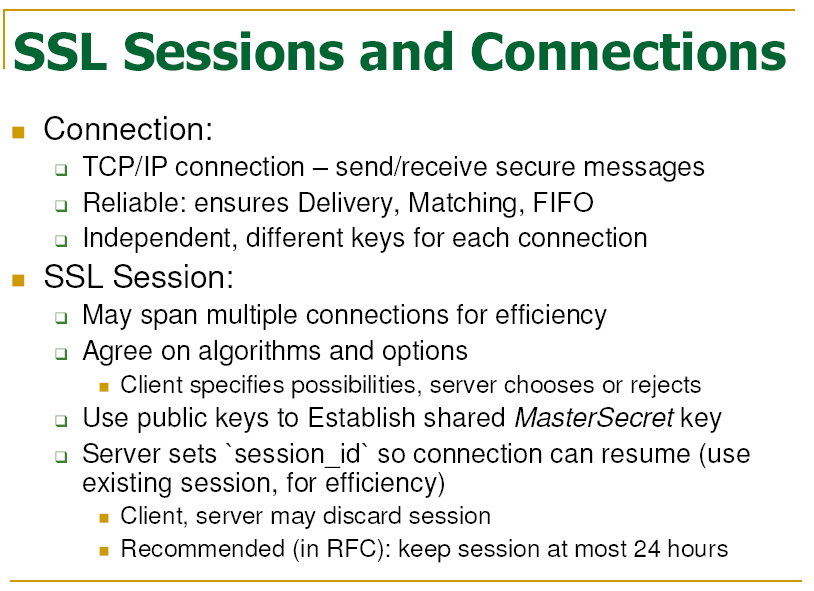 SSL Sessions and Connections
Connection:
TCP/IP connection – send/receive secure messages
Reliable: ensures Delivery, Matching, FIFO
Independent, different keys for each connection
SSL Session:
May span multiple connections for efficiency
Agree on algorithms and options
Client specifies possibilities, server chooses or rejects
Use public keys to Establish shared MasterSecret key
Server sets `session_id` so connection can resume (use
existing session, for efficiency)
Client, server may discard session
Recommended (in RFC): keep session at most 24 hours